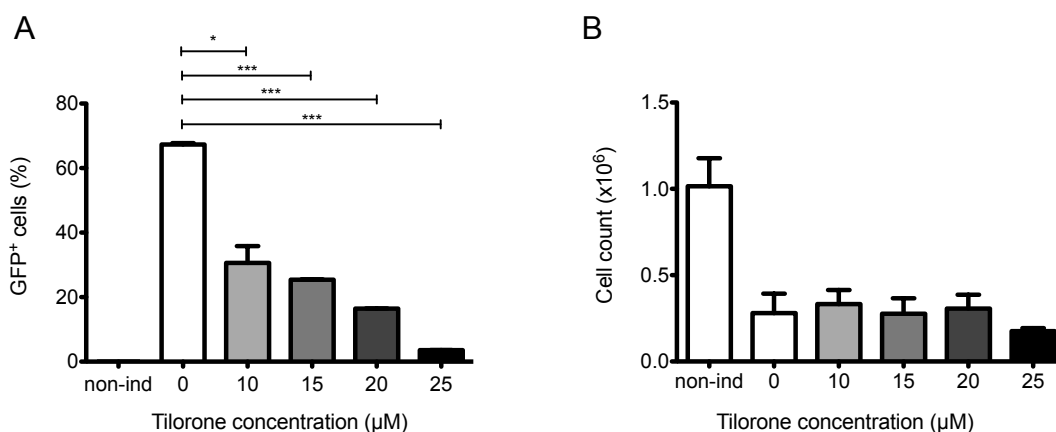 A
*
***
***
***
80
60
40
20
0
GFP⁺ cells (%)
non-ind 0 10 15 20 25
Tilorone concentration (µM)
B
1.5
1.0
0.5
0.0
Cell count (x10⁶)
non-ind 0 10 15 20 25
Tilorone concentration (µM)